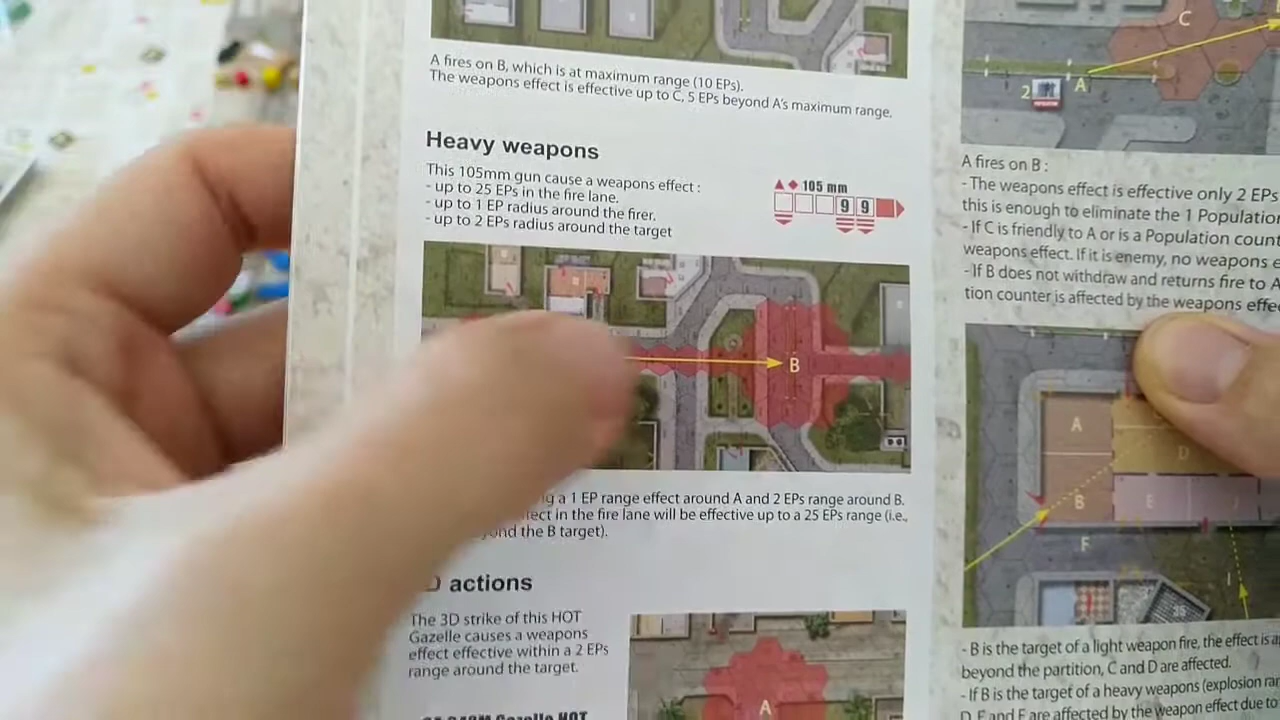 A fires on B, which is at maximum range (10 EPs).
The weapons effect is effective up to C, 5 EPs beyond A's maximum range.
Heavy weapons
This 105mm gun cause a weapons effect :
- up to 25 EPs in the fire lane.
- up to 1 EP radius around the firer.
- up to 2 EPs radius around the target
105 mm
9 9
B
a 1 EP range effect around A and 2 EPs range around B.
in the fire lane will be effective up to a 25 EPs range (i.e.,
the B target).
actions
The 3D strike of this HOT
Gazelle causes a weapons
effect effective within a 2 EPs
range around the target.
Gazelle HOT
A
C
2
A
A fires on B :
- The weapons effect is effective only 2 EPs
this is enough to eliminate the 1 Population
- If C is friendly to A or is a Population
weapons effect. If it is enemy, no weapons
- If B does not withdraw and returns fire to A
tion counter is affected by the weapons
A
D
B
E
F
I
- B is the target of a light weapon fire, the effect is
beyond the partition, C and D are affected.
- If B is the target of a heavy weapons (explosion
D, E and F are affected by the weapon effect due to